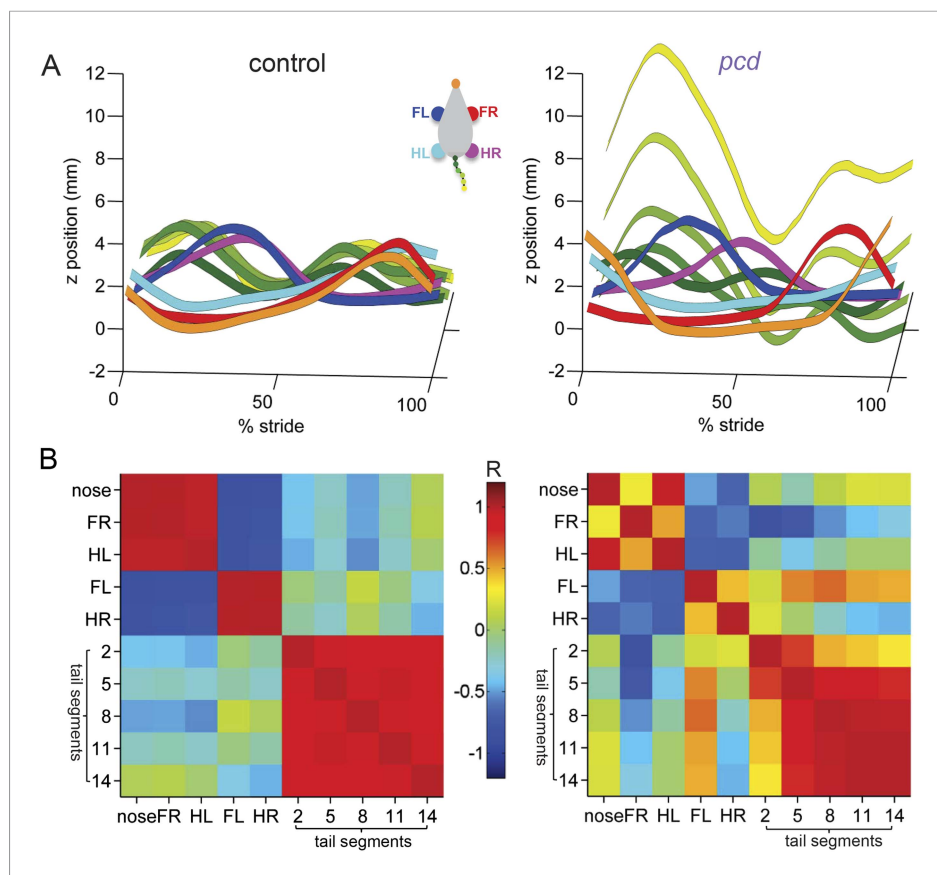 A
control
pcd
12
10
8
6
4
2
0
-2
z position (mm)
0
50
100
% stride
FL
FR
HL
HR
12
10
8
6
4
2
0
-2
z position (mm)
0
50
100
% stride
B
nose
FR
HL
FL
HR
2
5
8
11
14
tail segments
nose FR HL FL HR 2 5 8 11 14
tail segments
R
1
0.5
0
-0.5
-1
nose
FR
HL
FL
HR
2
5
8
11
14
tail segments
nose FR HL FL HR 2 5 8 11 14
tail segments